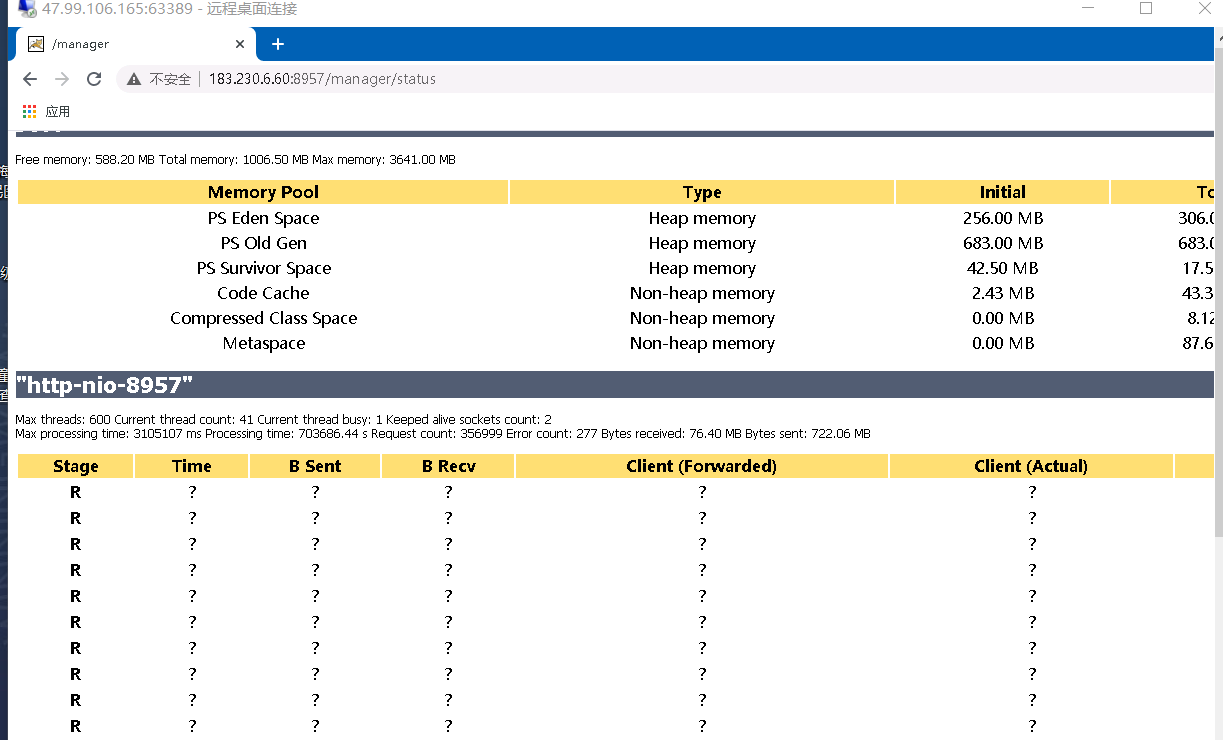 47.99.106.165:63389 - 远程桌面连接
/manager
不安全 183.230.6.60:8957/manager/status
应用
Free memory: 588.20 MB Total memory: 1006.50 MB Max memory: 3641.00 MB
Memory Pool Type Initial
PS Eden Space Heap memory 256.00 MB 306.0
PS Old Gen Heap memory 683.00 MB 683.0
PS Survivor Space Heap memory 42.50 MB 17.5
Code Cache Non-heap memory 2.43 MB 43.3
Compressed Class Space Non-heap memory 0.00 MB 8.12
Metaspace Non-heap memory 0.00 MB 87.6
"http-nio-8957"
Max threads: 600 Current thread count: 41 Current thread busy: 1 Keeped alive sockets count: 2
Max processing time: 3105107 ms Processing time: 703686.44 s Request count: 356999 Error count: 277 Bytes received: 76.40 MB Bytes sent: 722.06 MB
Stage Time B Sent B Recv Client (Forwarded) Client (Actual)
R ? ? ? ? ?
R ? ? ? ? ?
R ? ? ? ? ?
R ? ? ? ? ?
R ? ? ? ? ?
R ? ? ? ? ?
R ? ? ? ? ?
R ? ? ? ? ?
R ? ? ? ? ?
R ? ? ? ? ?